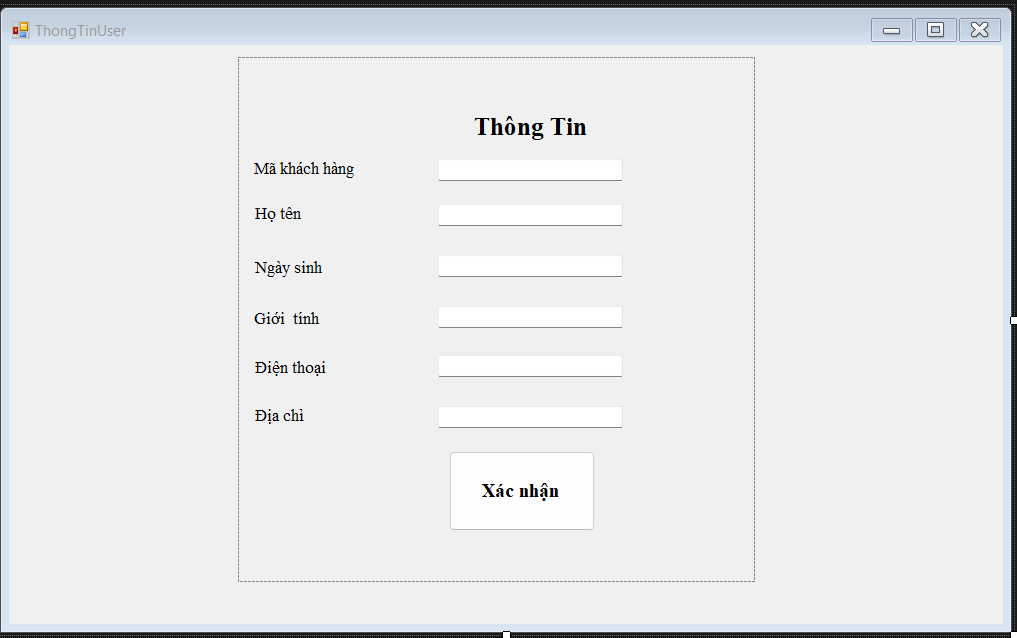 ThongTinUser
Thông Tin
Mã khách hàng
Họ tên
Ngày sinh
Giới  tính
Điện thoại
Địa chỉ
Xác nhận